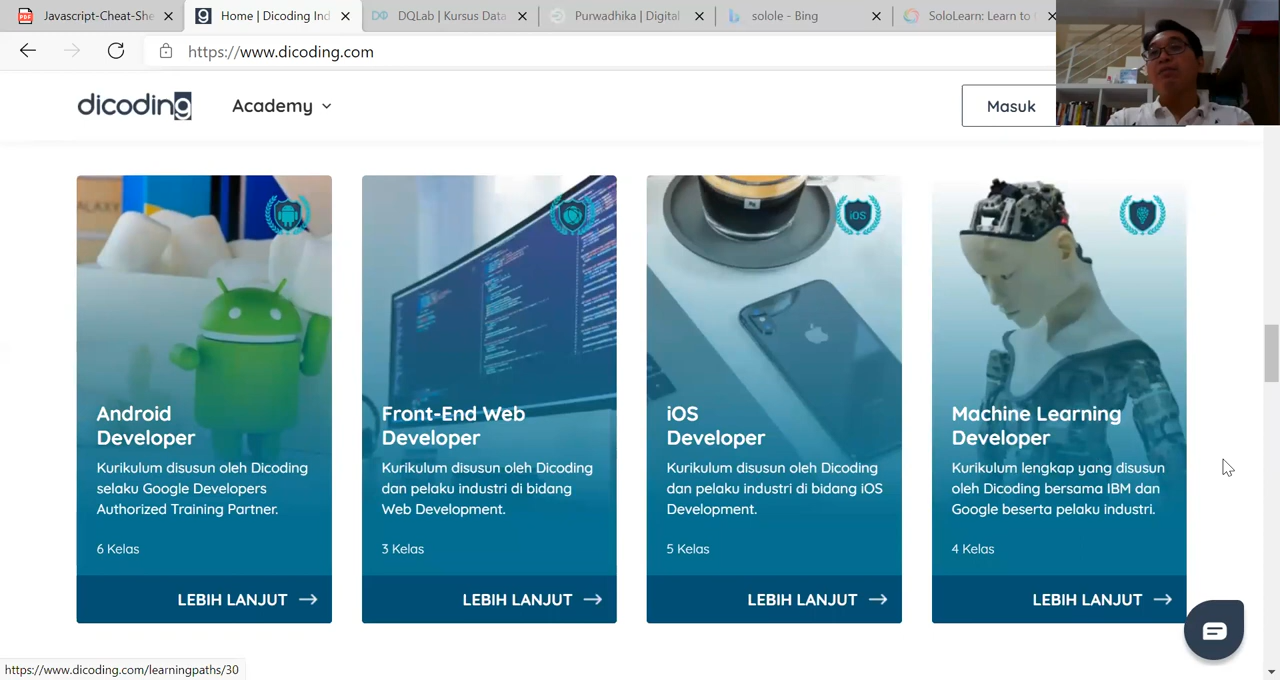 Javascript-Cheat-She
Home | Dicoding Ind
DQLab | Kursus Data
Purwadhika | Digital
solole - Bing
SoloLearn: Learn to
https://www.dicoding.com
dicoding
Academy
Masuk
Android
Developer
Kurikulum disusun oleh Dicoding
selaku Google Developers
Authorized Training Partner.
6 Kelas
LEBIH LANJUT
Front-End Web
Developer
Kurikulum disusun oleh Dicoding
dan pelaku industri di bidang
Web Development.
3 Kelas
LEBIH LANJUT
iOS
iOS
Developer
Kurikulum disusun oleh Dicoding
dan pelaku industri di bidang iOS
Development.
5 Kelas
LEBIH LANJUT
Machine Learning
Developer
Kurikulum lengkap yang disusun
oleh Dicoding bersama IBM dan
Google beserta pelaku industri.
4 Kelas
LEBIH LANJUT
https://www.dicoding.com/learningpaths/30